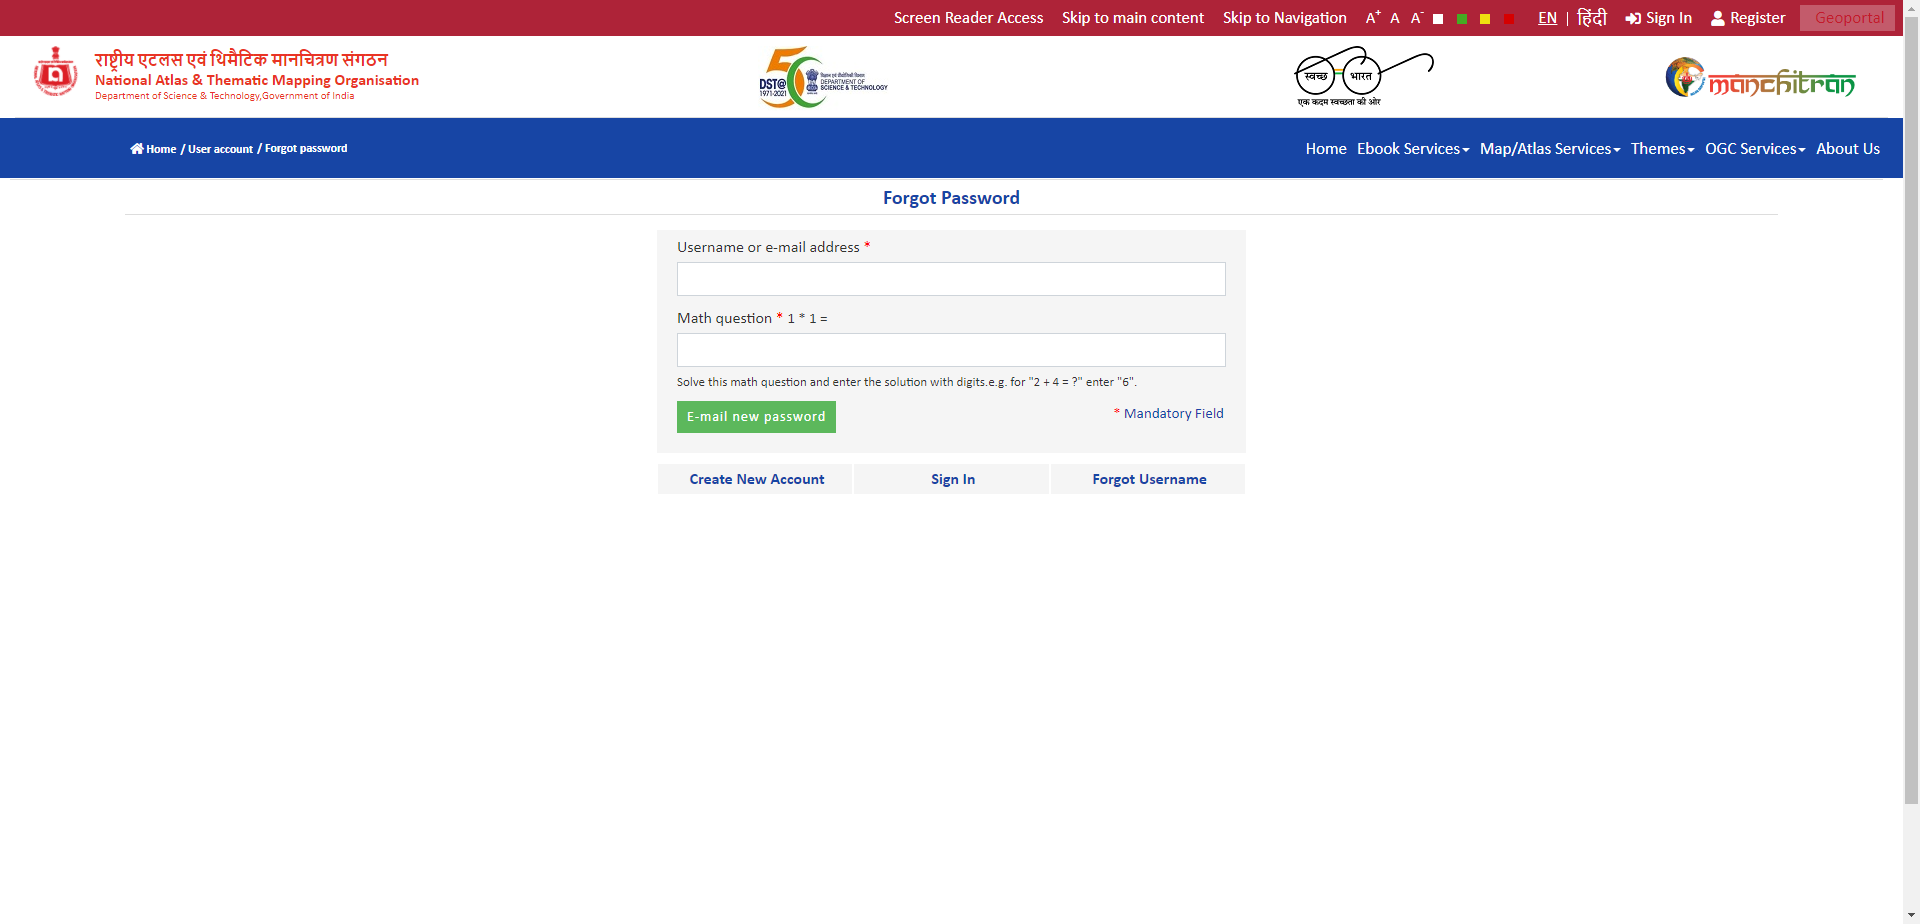 Screen Reader Access Skip to main content Skip to Navigation A+ A A- EN | हिंदी Sign In Register Geoportal
राष्ट्रीय एटलस एवं थिमैटिक मानचित्रण संगठन
National Atlas & Thematic Mapping Organisation
Department of Science & Technology,Government of India
50
DST@
1971-2021
विज्ञान एवं प्रौद्योगिकी विभाग
DEPARTMENT OF
SCIENCE & TECHNOLOGY
स्वच्छ भारत
एक कदम स्वच्छता की ओर
manchitran
Home / User account / Forgot password
Home Ebook Services Map/Atlas Services Themes OGC Services About Us
Forgot Password
Username or e-mail address *
Math question * 1 * 1 =
Solve this math question and enter the solution with digits.e.g. for "2 + 4 = ?" enter "6".
E-mail new password
* Mandatory Field
Create New Account Sign In Forgot Username